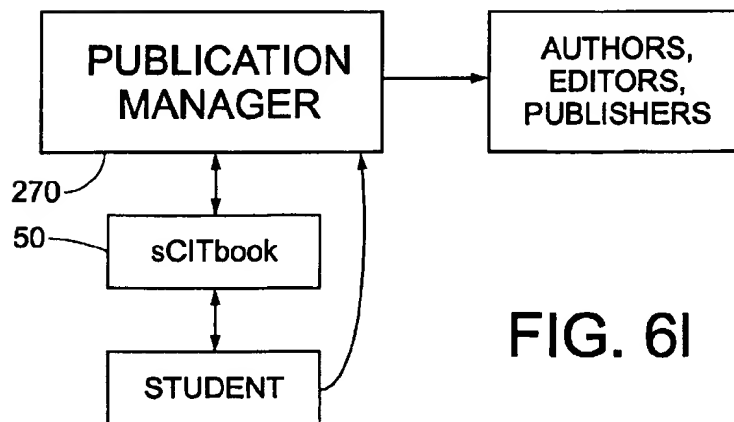 PUBLICATION
MANAGER
AUTHORS,
EDITORS,
PUBLISHERS
270
50
sCITbook
STUDENT
FIG. 6I